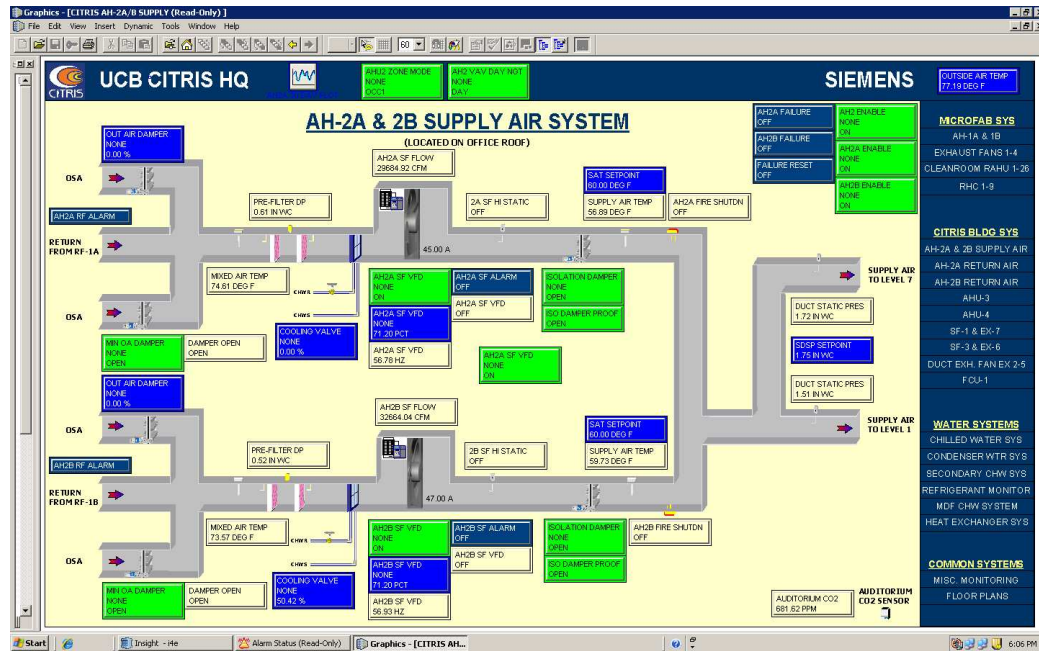 Graphics - [CITRIS AH-2A/B SUPPLY (Read-Only) ]
File Edit View Insert Dynamic Tools Window Help
60
CITRIS
UCB CITRIS HQ
AHU2 ZONE MODE
NONE
OCC1
AH2 VAV DAY NGT
NONE
DAY
SIEMENS
OUTSIDE AIR TEMP
77.19 DEG F
AH-2A & 2B SUPPLY AIR SYSTEM
(LOCATED ON OFFICE ROOF)
AH2A FAILURE
OFF
AH2B FAILURE
OFF
FAILURE RESET
OFF
AH2 ENABLE
NONE
ON
AH2A ENABLE
NONE
ON
AH2B ENABLE
NONE
ON
OUT AIR DAMPER
NONE
0.00 %
OSA
AH2A SF FLOW
29684.92 CFM
SAT SETPOINT
60.00 DEG F
PRE-FILTER DP
0.61 IN WC
2A SF HI STATIC
OFF
SUPPLY AIR TEMP
56.89 DEG F
AH2A FIRE SHUTDN
OFF
AH2A RF ALARM
RETURN
FROM RF-1A
45.00 A
MIXED AIR TEMP
74.61 DEG F
CHWR
CHWS
AH2A SF VFD
NONE
ON
AH2A SF ALARM
OFF
ISOLATION DAMPER
NONE
OPEN
OSA
AH2A SF VFD
NONE
71.20 PCT
AH2A SF VFD
OFF
ISO DAMPER PROOF
OPEN
COOLING VALVE
NONE
0.00 %
MIN OA DAMPER
NONE
OPEN
DAMPER OPEN
OPEN
AH2A SF VFD
56.78 HZ
AH2A SF VFD
NONE
ON
SUPPLY AIR
TO LEVEL 7
DUCT STATIC PRES
1.72 IN WC
SDSP SETPOINT
1.75 IN WC
DUCT STATIC PRES
1.51 IN WC
SUPPLY AIR
TO LEVEL 1
OUT AIR DAMPER
NONE
0.00 %
OSA
AH2B SF FLOW
32664.04 CFM
SAT SETPOINT
60.00 DEG F
PRE-FILTER DP
0.52 IN WC
2B SF HI STATIC
OFF
SUPPLY AIR TEMP
59.73 DEG F
AH2B RF ALARM
RETURN
FROM RF-1B
47.00 A
MIXED AIR TEMP
73.57 DEG F
CHWR
CHWS
AH2B SF VFD
NONE
ON
AH2B SF ALARM
OFF
ISOLATION DAMPER
NONE
OPEN
AH2B FIRE SHUTDN
OFF
OSA
AH2B SF VFD
NONE
71.20 PCT
AH2B SF VFD
OFF
ISO DAMPER PROOF
OPEN
COOLING VALVE
NONE
50.42 %
MIN OA DAMPER
NONE
OPEN
DAMPER OPEN
OPEN
AH2B SF VFD
56.93 HZ
AUDITORIUM CO2
681.62 PPM
AUDITORIUM
CO2 SENSOR
MICROFAB SYS
AH-1A & 1B
EXHAUST FANS 1-4
CLEANROOM RAHU 1-26
RHC 1-9
CITRIS BLDG SYS
AH-2A & 2B SUPPLY AIR
AH-2A RETURN AIR
AH-2B RETURN AIR
AHU-3
AHU-4
SF-1 & EX-7
SF-3 & EX-6
DUCT EXH. FAN EX 2-5
FCU-1
WATER SYSTEMS
CHILLED WATER SYS
CONDENSER WTR SYS
SECONDARY CHW SYS
REFRIGERANT MONITOR
MDF CHW SYSTEM
HEAT EXCHANGER SYS
COMMON SYSTEMS
MISC. MONITORING
FLOOR PLANS
Start
Insight - i4e
Alarm Status (Read-Only)
Graphics - [CITRIS AH...
6:06 PM